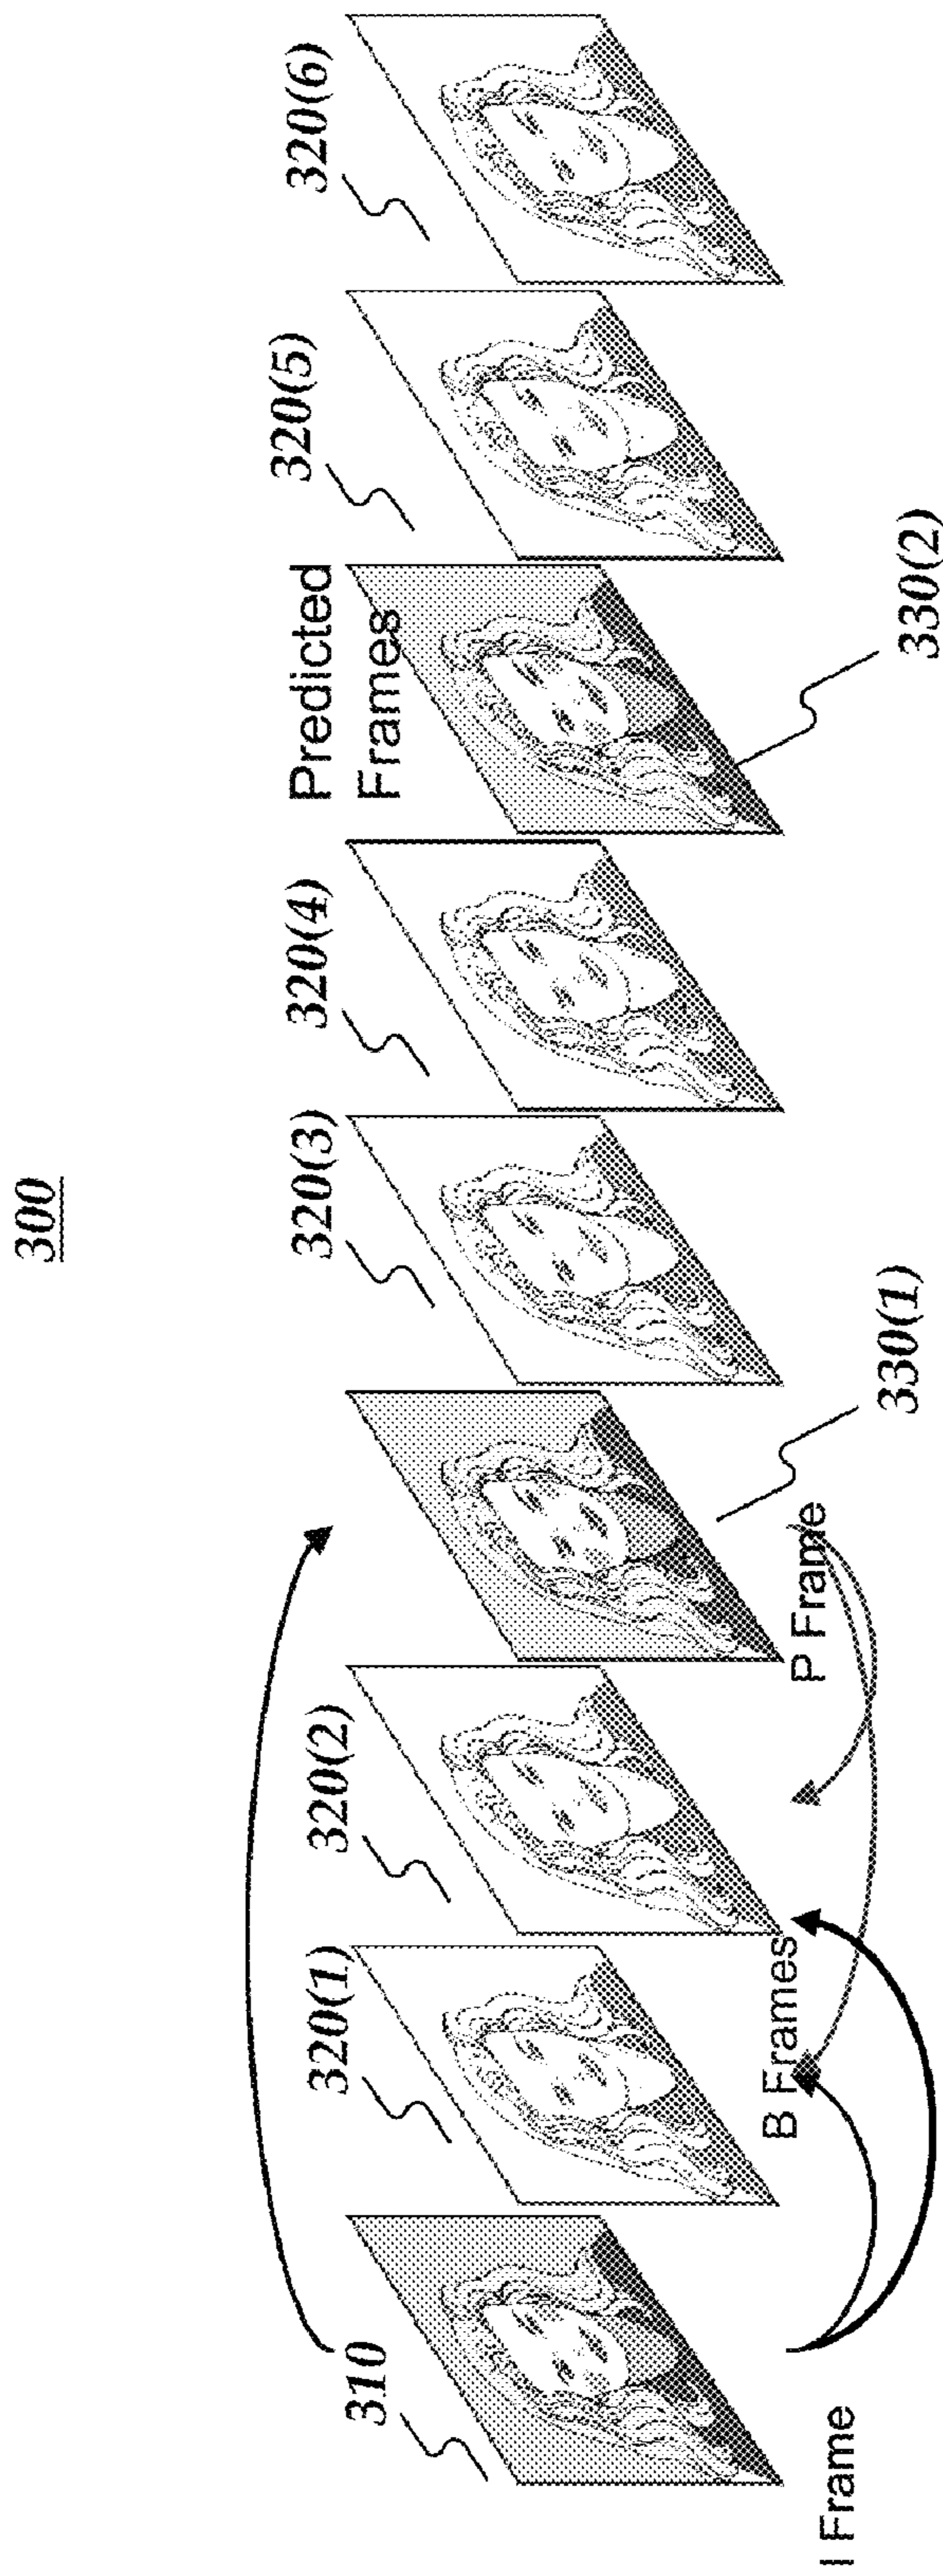 300
310
320(1)
320(2)
320(3)
320(4)
Predicted
Frames
320(5)
320(6)
I Frame
B Frames
P Frame
330(1)
330(2)